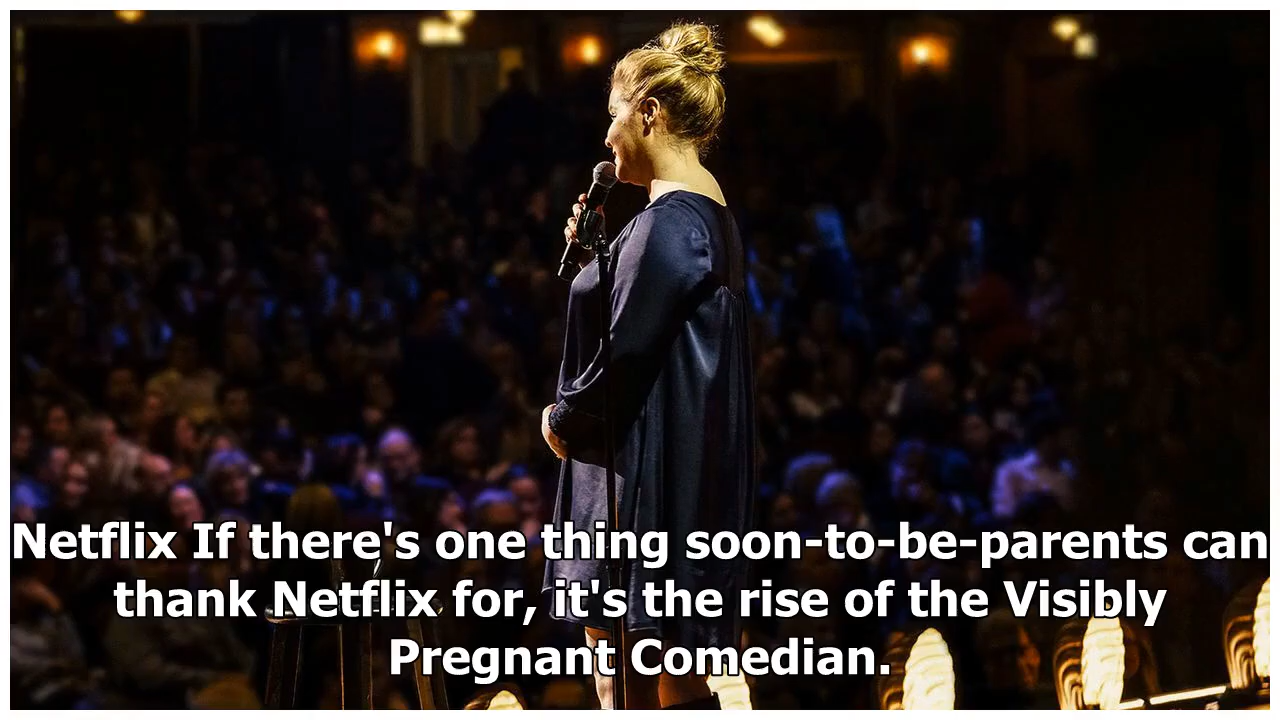 Netflix If there's one thing soon-to-be-parents can
thank Netflix for, it's the rise of the Visibly
Pregnant Comedian.